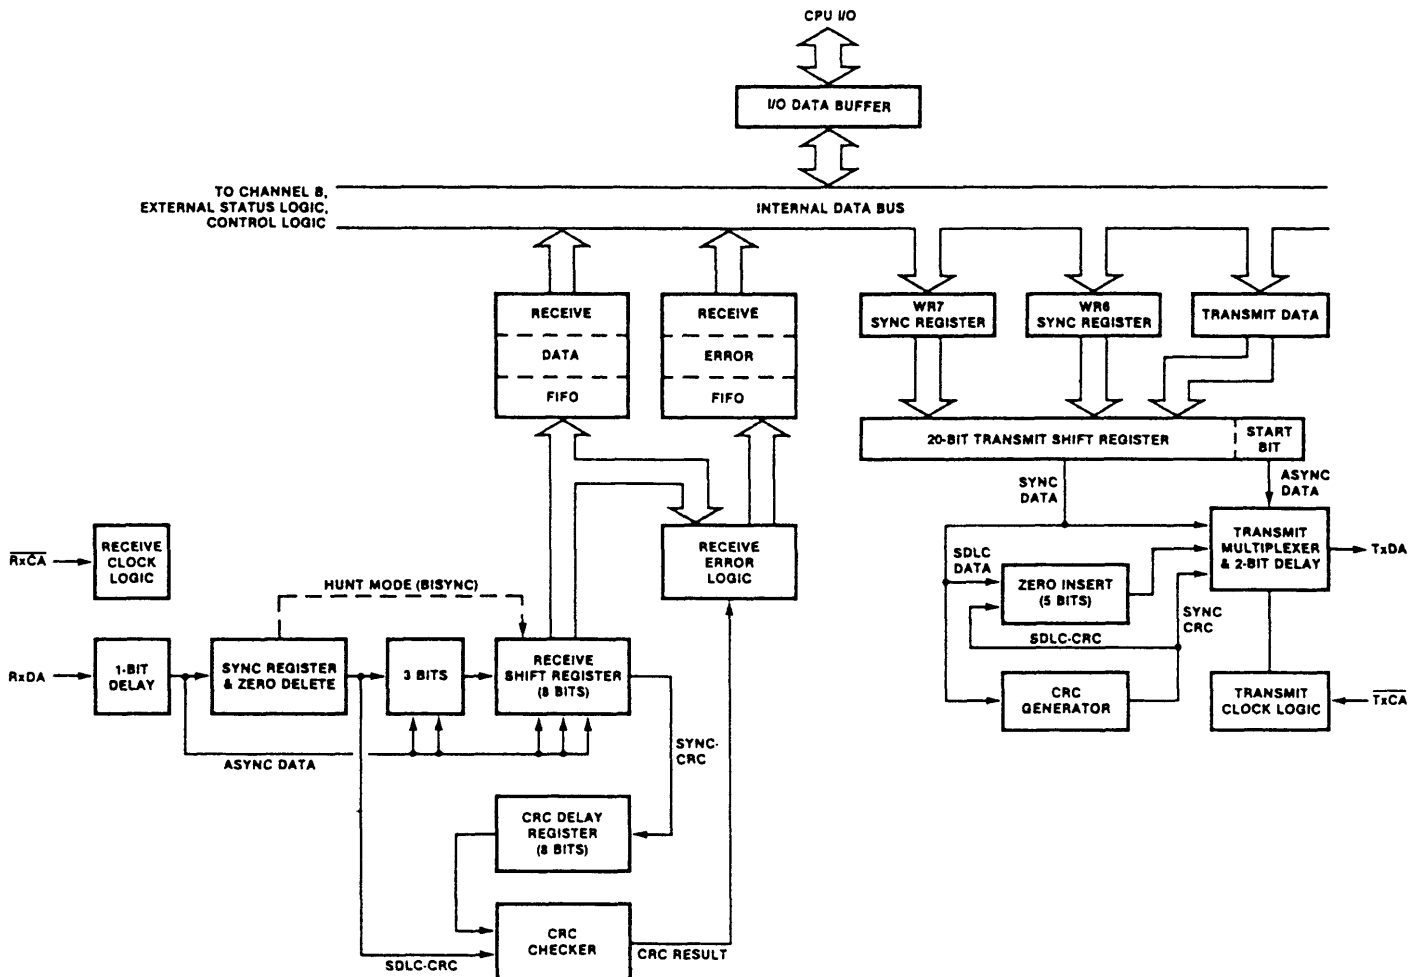 CPU I/O
I/O DATA BUFFER
TO CHANNEL B,
EXTERNAL STATUS LOGIC,
CONTROL LOGIC
INTERNAL DATA BUS
RECEIVE
DATA
FIFO
RECEIVE
ERROR
FIFO
WR7
SYNC REGISTER
WR6
SYNC REGISTER
TRANSMIT DATA
20-BIT TRANSMIT SHIFT REGISTER
START
BIT
SYNC
DATA
ASYNC
DATA
RxCA
RECEIVE
CLOCK
LOGIC
HUNT MODE (BISYNC)
RECEIVE
ERROR
LOGIC
SDLC
DATA
ZERO INSERT
(5 BITS)
TRANSMIT
MULTIPLEXER
& 2-BIT DELAY
TxDA
SYNC
CRC
SDLC-CRC
RxDA
1-BIT
DELAY
SYNC REGISTER
& ZERO DELETE
3 BITS
RECEIVE
SHIFT REGISTER
(8 BITS)
CRC
GENERATOR
TRANSMIT
CLOCK LOGIC
TxCA
ASYNC DATA
SYNC-
CRC
CRC DELAY
REGISTER
(8 BITS)
CRC
CHECKER
SDLC-CRC
CRC RESULT